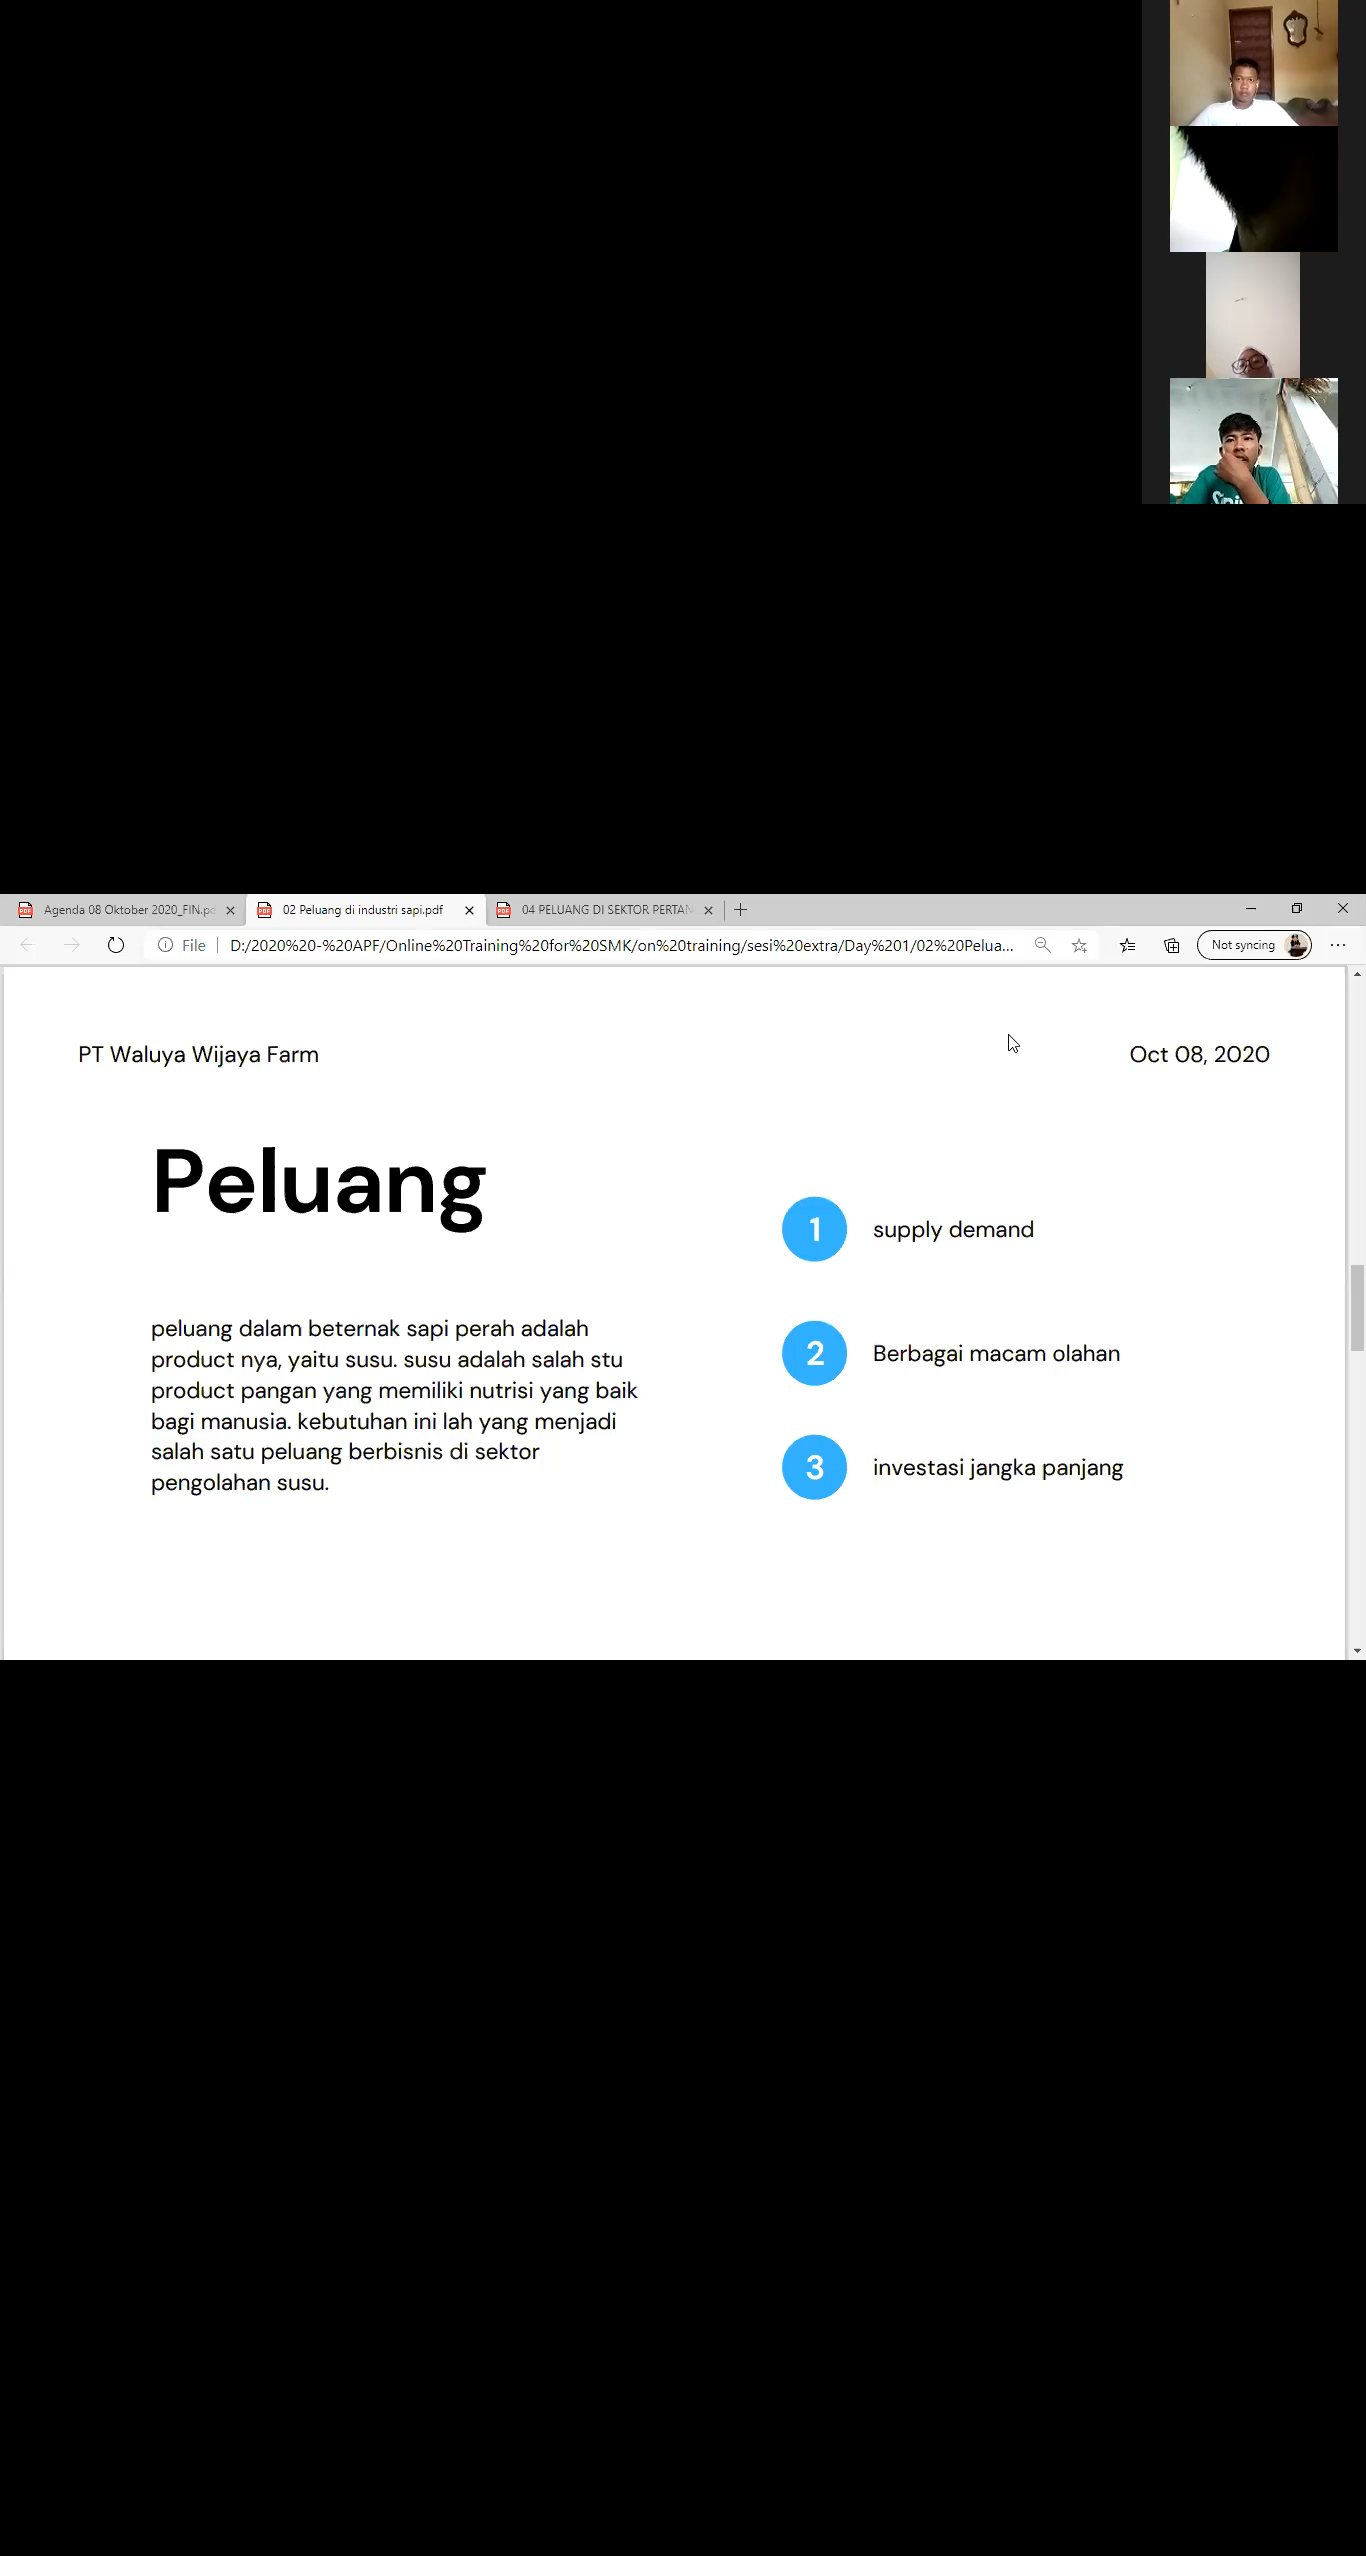 Agenda 08 Oktober 2020_FIN.pd
02 Peluang di industri sapi.pdf
04 PELUANG DI SEKTOR PERTAN
File
D:/2020%20-%20APF/Online%20Training%20for%20SMK/on%20training/sesi%20extra/Day%201/02%20Pelua...
Not syncing
PT Waluya Wijaya Farm
Oct 08, 2020
Peluang
peluang dalam beternak sapi perah adalah
product nya, yaitu susu. susu adalah salah stu
product pangan yang memiliki nutrisi yang baik
bagi manusia. kebutuhan ini lah yang menjadi
salah satu peluang berbisnis di sektor
pengolahan susu.
1 supply demand
2 Berbagai macam olahan
3 investasi jangka panjang